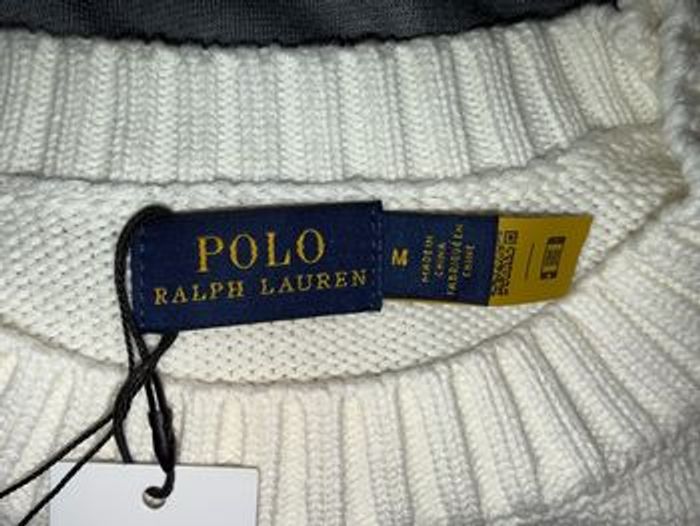 POLO
RALPH LAUREN
M
MADE IN
CHINA
FABRIQUÉ EN
CHINE